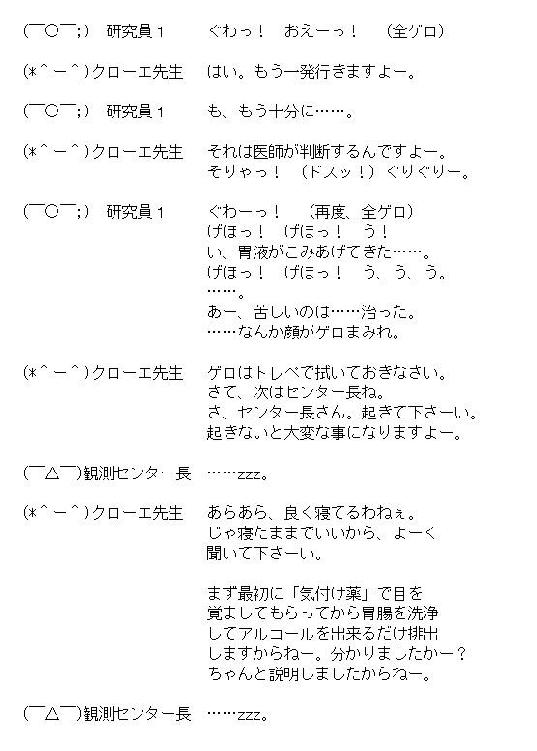 (￣○￣;)　研究員１　　ぐわっ！　おえーっ！　（全ゲロ）
(*＾－＾)クローエ先生　はい。もう一発行きますよー。
(￣○￣;)　研究員１　　も、もう十分に……。
(*＾－＾)クローエ先生　それは医師が判断するんですよー。
そりゃっ！　（ドスッ！）ぐりぐりー。
(￣○￣;)　研究員１　　ぐわーっ！　（再度、全ゲロ）
げほっ！　げほっ！　う！
い、胃液がこみあげてきた……。
げほっ！　げほっ！　う、う、う。
……。
あー、苦しいのは……治った。
……なんか顔がゲロまみれ。
(*＾－＾)クローエ先生　ゲロはトレペで拭いておきなさい。
さて、次はセンター長ね。
さ、センター長さん。起きて下さーい。
起きないと大変な事になりますよー。
(￣△￣)観測センター長　……zzz。
(*＾－＾)クローエ先生　あらあら、良く寝てるわねぇ。
じゃ寝たままでいいから、よーく
聞いて下さーい。
まず最初に「気付け薬」で目を
覚ましてもらってから胃腸を洗浄
してアルコールを出来るだけ排出
しますからねー。分かりましたかー？
ちゃんと説明しましたからねー。
(￣△￣)観測センター長　……zzz。